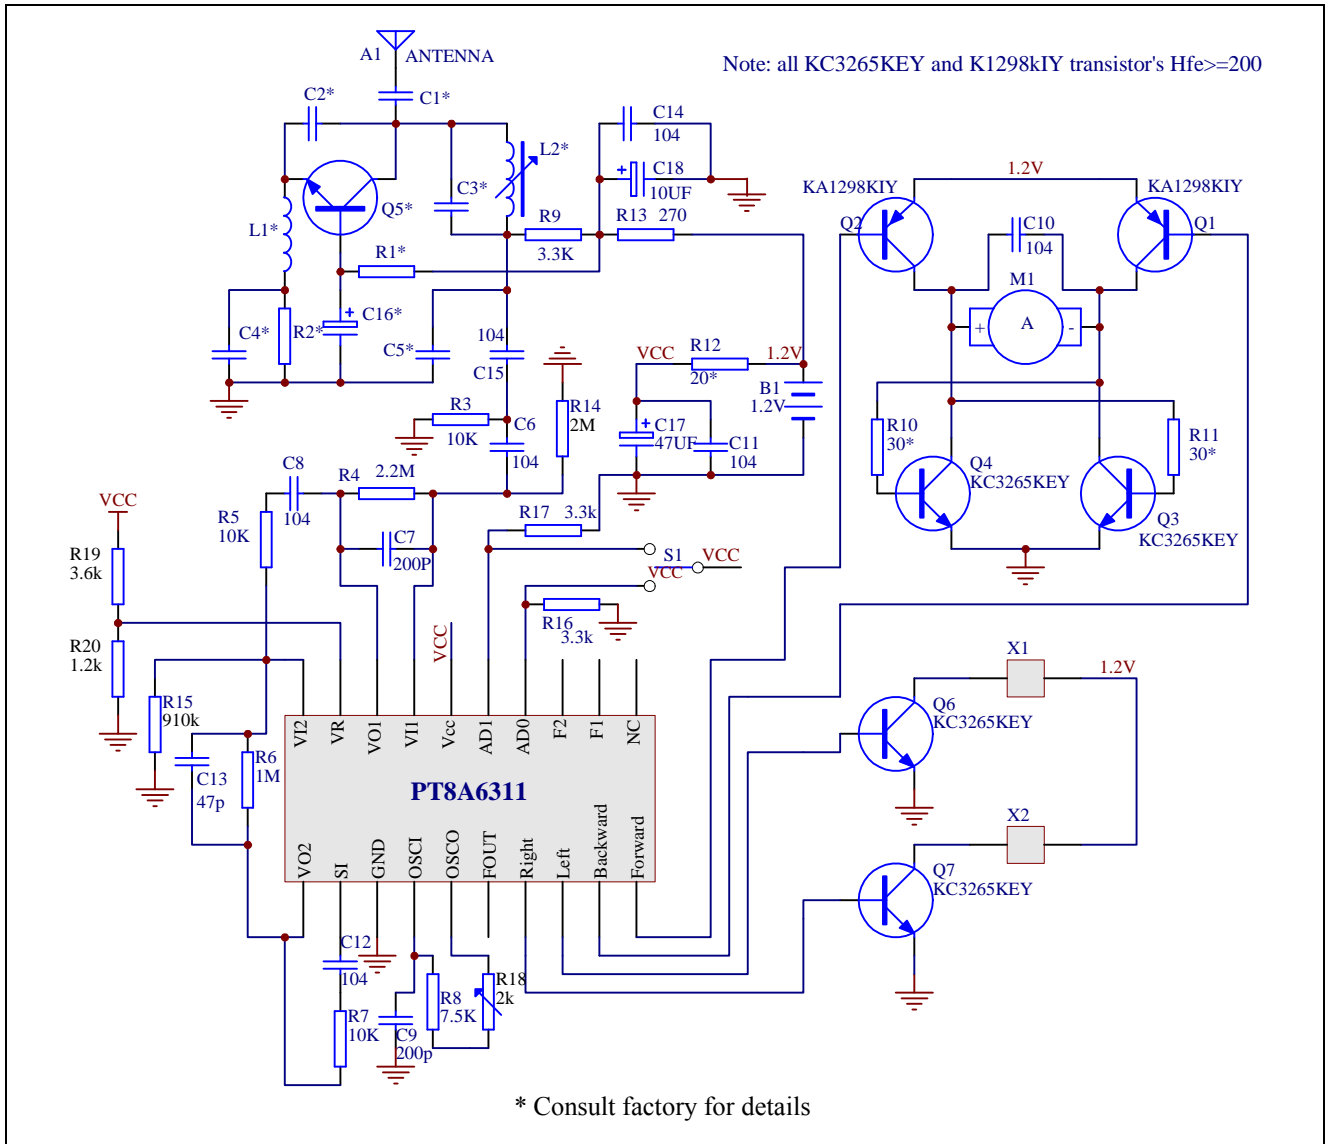 A1 ANTENNA
Note: all KC3265KEY and K1298kIY transistor's Hfe>=200
C2*
C1*
C14
104
L2*
C18
10UF
C3*
Q5*
L1*
R9
3.3K
R13 270
R1*
1.2V
KA1298KIY
KA1298KIY
Q2
Q1
C10
104
M1
+ A -
C4*
R2*
C16*
C5*
104
C15
VCC
R12
20*
1.2V
B1
1.2V
R3
10K
C6
104
R14
2M
C17
47UF
C11
104
R10
30*
R11
30*
Q4
KC3265KEY
Q3
KC3265KEY
C8
104
R4
2.2M
VCC
R5
10K
R17 3.3k
C7
200P
S1
VCC
VCC
R19
3.6k
R20
1.2k
R16
3.3k
VCC
X1
1.2V
R15
910k
Q6
KC3265KEY
VI2
VR
VO1
VI1
Vcc
AD1
AD0
F2
F1
NC
C13
47p
R6
1M
PT8A6311
X2
VO2
SI
GND
OSCI
OSCO
FOUT
Right
Left
Backward
Forward
Q7
KC3265KEY
C12
104
R7
10K
C9
200p
R8
7.5K
R18
2k
* Consult factory for details